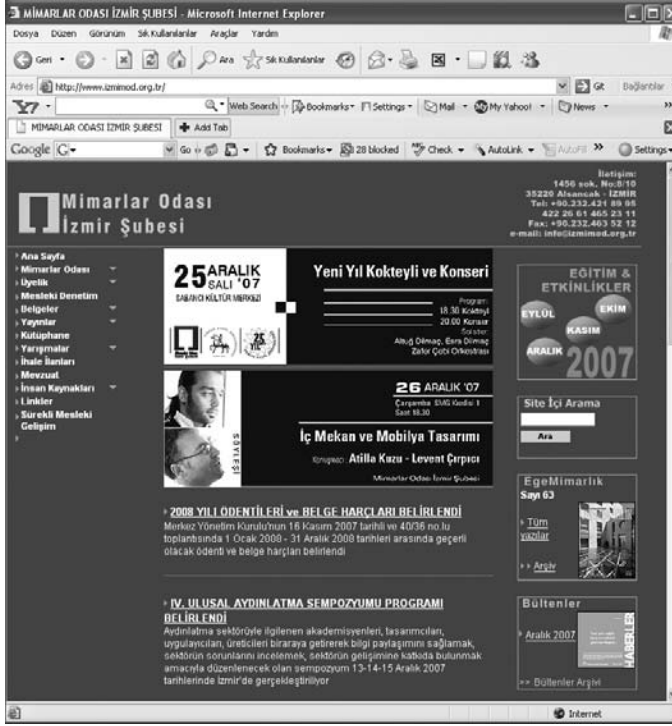 MİMARLAR ODASI İZMİR ŞUBESİ - Microsoft Internet Explorer
Dosya Düzen Görünüm Sık Kullanılanlar Araçlar Yardım
Geri Ara Sık Kullanılanlar
Adres http://www.izmimod.org.tr/ Git Bağlantılar
Y7 Web Search Bookmarks Settings Mail My Yahoo! News
MİMARLAR ODASI İZMİR ŞUBESİ Add Tab
Google Go Bookmarks 28 blocked Check AutoLink AutoFill Settings
Mimarlar Odası
İzmir Şubesi
İletişim:
1456 sok. No:8/10
35220 Alsancak - İZMİR
Tel: +90.232.421 89 95
422 26 61 465 23 11
Fax: +90.232.463 52 12
e-mail: info@izmimod.org.tr
Ana Sayfa
Mimarlar Odası
Üyelik
Mesleki Denetim
Belgeler
Yayınlar
Kütüphane
Yarışmalar
İhale İlanları
Mevzuat
İnsan Kaynakları
Linkler
Sürekli Mesleki
Gelişim
25 ARALIK
SALI '07
SABANCI KÜLTÜR MERKEZİ
Yeni Yıl Kokteyli ve Konseri
Program:
18.30 Kokteyl
20.00 Konser
Solistler:
Altuğ Dilmaç, Esra Dilmaç
Zafer Çebi Orkestrası
SÖYLEŞİ
26 ARALIK '07
Çarşamba SMG Kedisi 1
Saat 18.30
İç Mekan ve Mobilya Tasarımı
Konuşmacı: Atilla Kuzu - Levent Çırpıcı
Mimarlar Odası İzmir Şubesi
2008 YILI ÖDENTİLERİ ve BELGE HARÇLARI BELİRLENDİ
Merkez Yönetim Kurulu'nun 16 Kasım 2007 tarihli ve 40/36 no.lu
toplantısında 1 Ocak 2008 - 31 Aralık 2008 tarihleri arasında geçerli
olacak ödenti ve belge harçları belirlendi
IV. ULUSAL AYDINLATMA SEMPOZYUMU PROGRAMI
BELİRLENDİ
Aydınlatma sektörüyle ilgilenen akademisyenleri, tasarımcıları,
uygulayıcıları, üreticileri biraraya getirerek bilgi paylaşımını sağlamak,
sektörün sorunlarını incelemek, sektörün gelişimine katkıda bulunmak
amacıyla düzenlenecek olan sempozyum 13-14-15 Aralık 2007
tarihlerinde İzmir'de gerçekleştiriliyor
EĞİTİM &
ETKİNLİKLER
EYLÜL
EKİM
KASIM
ARALIK
2007
Site İçi Arama
Ara
EgeMimarlık
Sayı 63
Tüm
yazılar
>> Arşiv
Bültenler
Aralık 2007
HABERLER
>> Bültenler Arşivi
Internet